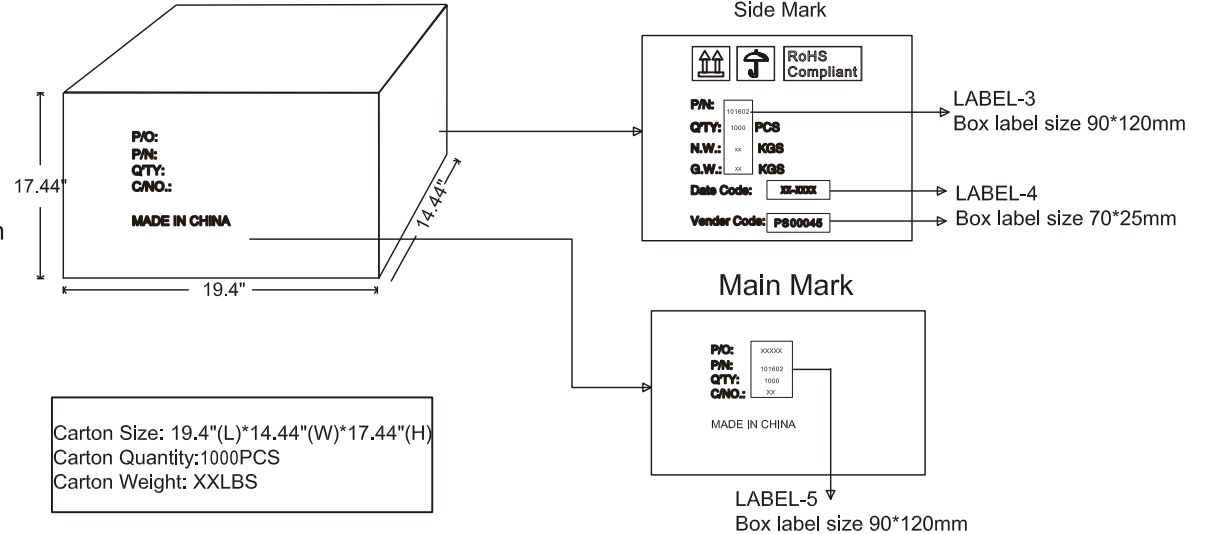 P/O:
P/N:
Q'TY:
C/NO.:
MADE IN CHINA
17.44"
19.4"
14.44"
Carton Size: 19.4"(L)*14.44"(W)*17.44"(H)
Carton Quantity:1000PCS
Carton Weight: XXLBS
Side Mark
RoHS
Compliant
P/N: 101602
Q'TY: 1000 PCS
N.W.: xx KGS
G.W.: xx KGS
Date Code: XX-XXXX
Vender Code: PS00045
LABEL-3
Box label size 90*120mm
LABEL-4
Box label size 70*25mm
Main Mark
P/O: XXXXX
P/N: 101602
Q'TY: 1000
C/NO.: XX
MADE IN CHINA
LABEL-5
Box label size 90*120mm